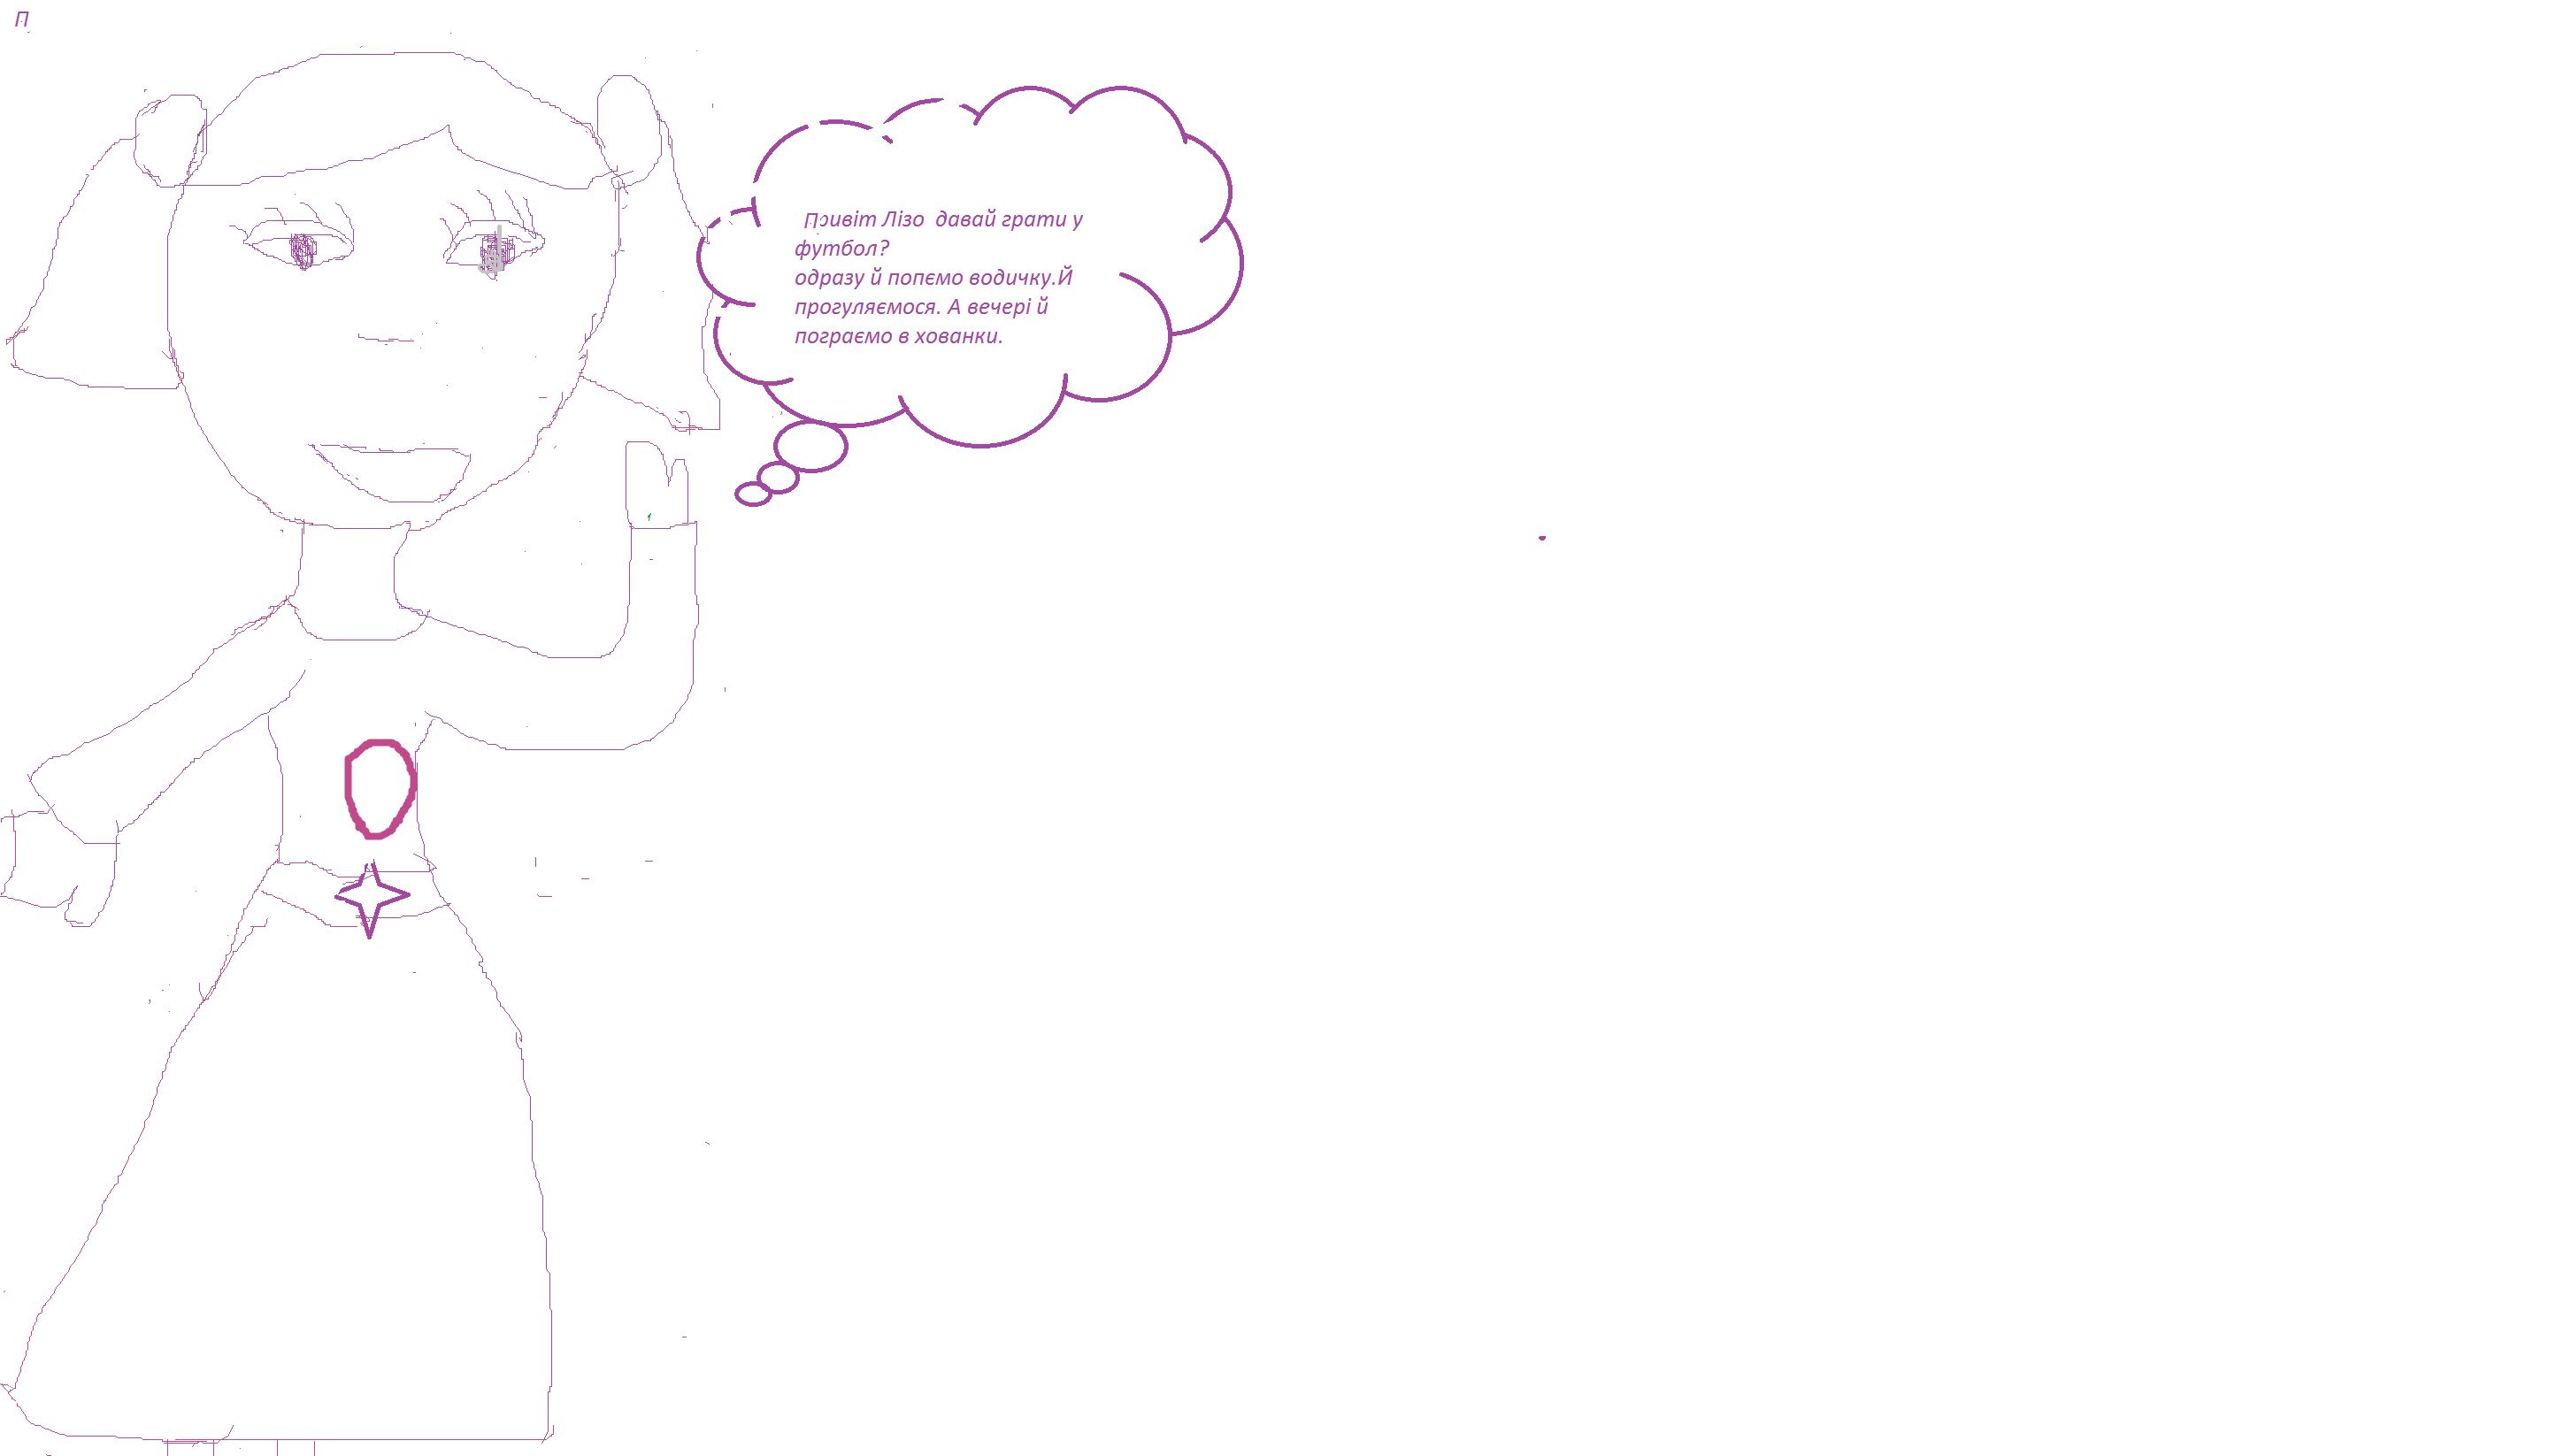 П
Привіт Лізо  давай грати у
футбол?
одразу й попємо водичку.Й
прогуляємося. А вечері й
пограємо в хованки.